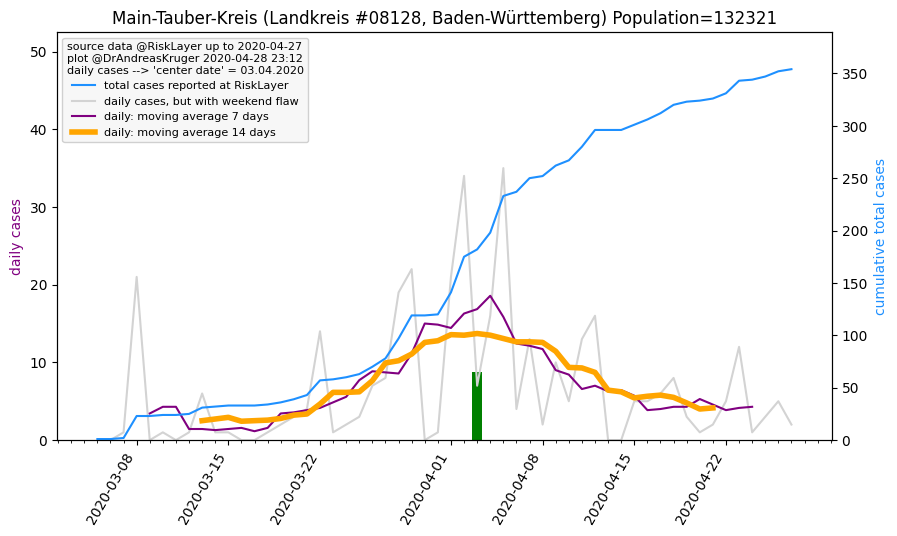 Main-Tauber-Kreis (Landkreis #08128, Baden-Württemberg) Population=132321
source data @RiskLayer up to 2020-04-27
plot @DrAndreasKruger 2020-04-28 23:12
daily cases --> 'center date' = 03.04.2020
total cases reported at RiskLayer
daily cases, but with weekend flaw
daily: moving average 7 days
daily: moving average 14 days
daily cases
50
40
30
20
10
0
cumulative total cases
350
300
250
200
150
100
50
0
2020-03-08
2020-03-15
2020-03-22
2020-04-01
2020-04-08
2020-04-15
2020-04-22